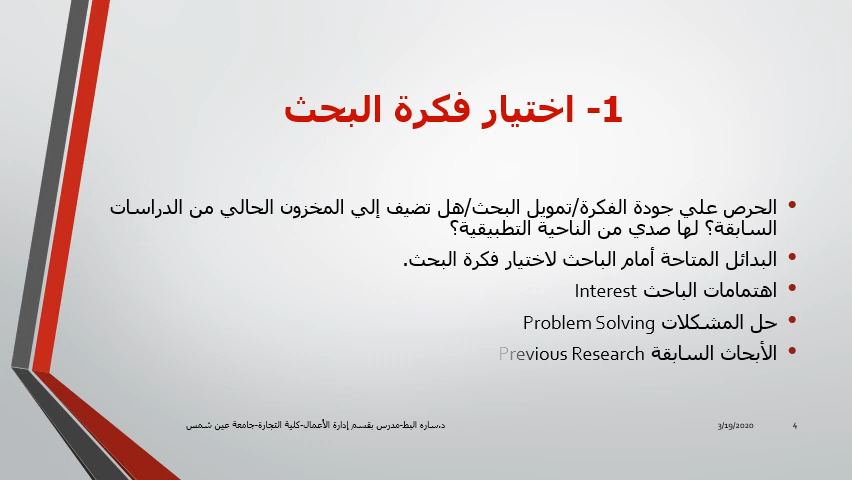 1- اختيار فكرة البحث
الحرص علي جودة الفكرة/تمويل البحث/هل تضيف إلي المخزون الحالي من الدراسات
السابقة؟ لها صدي من الناحية التطبيقية؟
البدائل المتاحة أمام الباحث لاختيار فكرة البحث.
اهتمامات الباحث Interest
حل المشكلات Problem Solving
الأبحاث السابقة Previous Research
د.ساره البط-مدرس بقسم إدارة الأعمال-كلية التجارة-جامعة عين شمس
3/19/2020
4